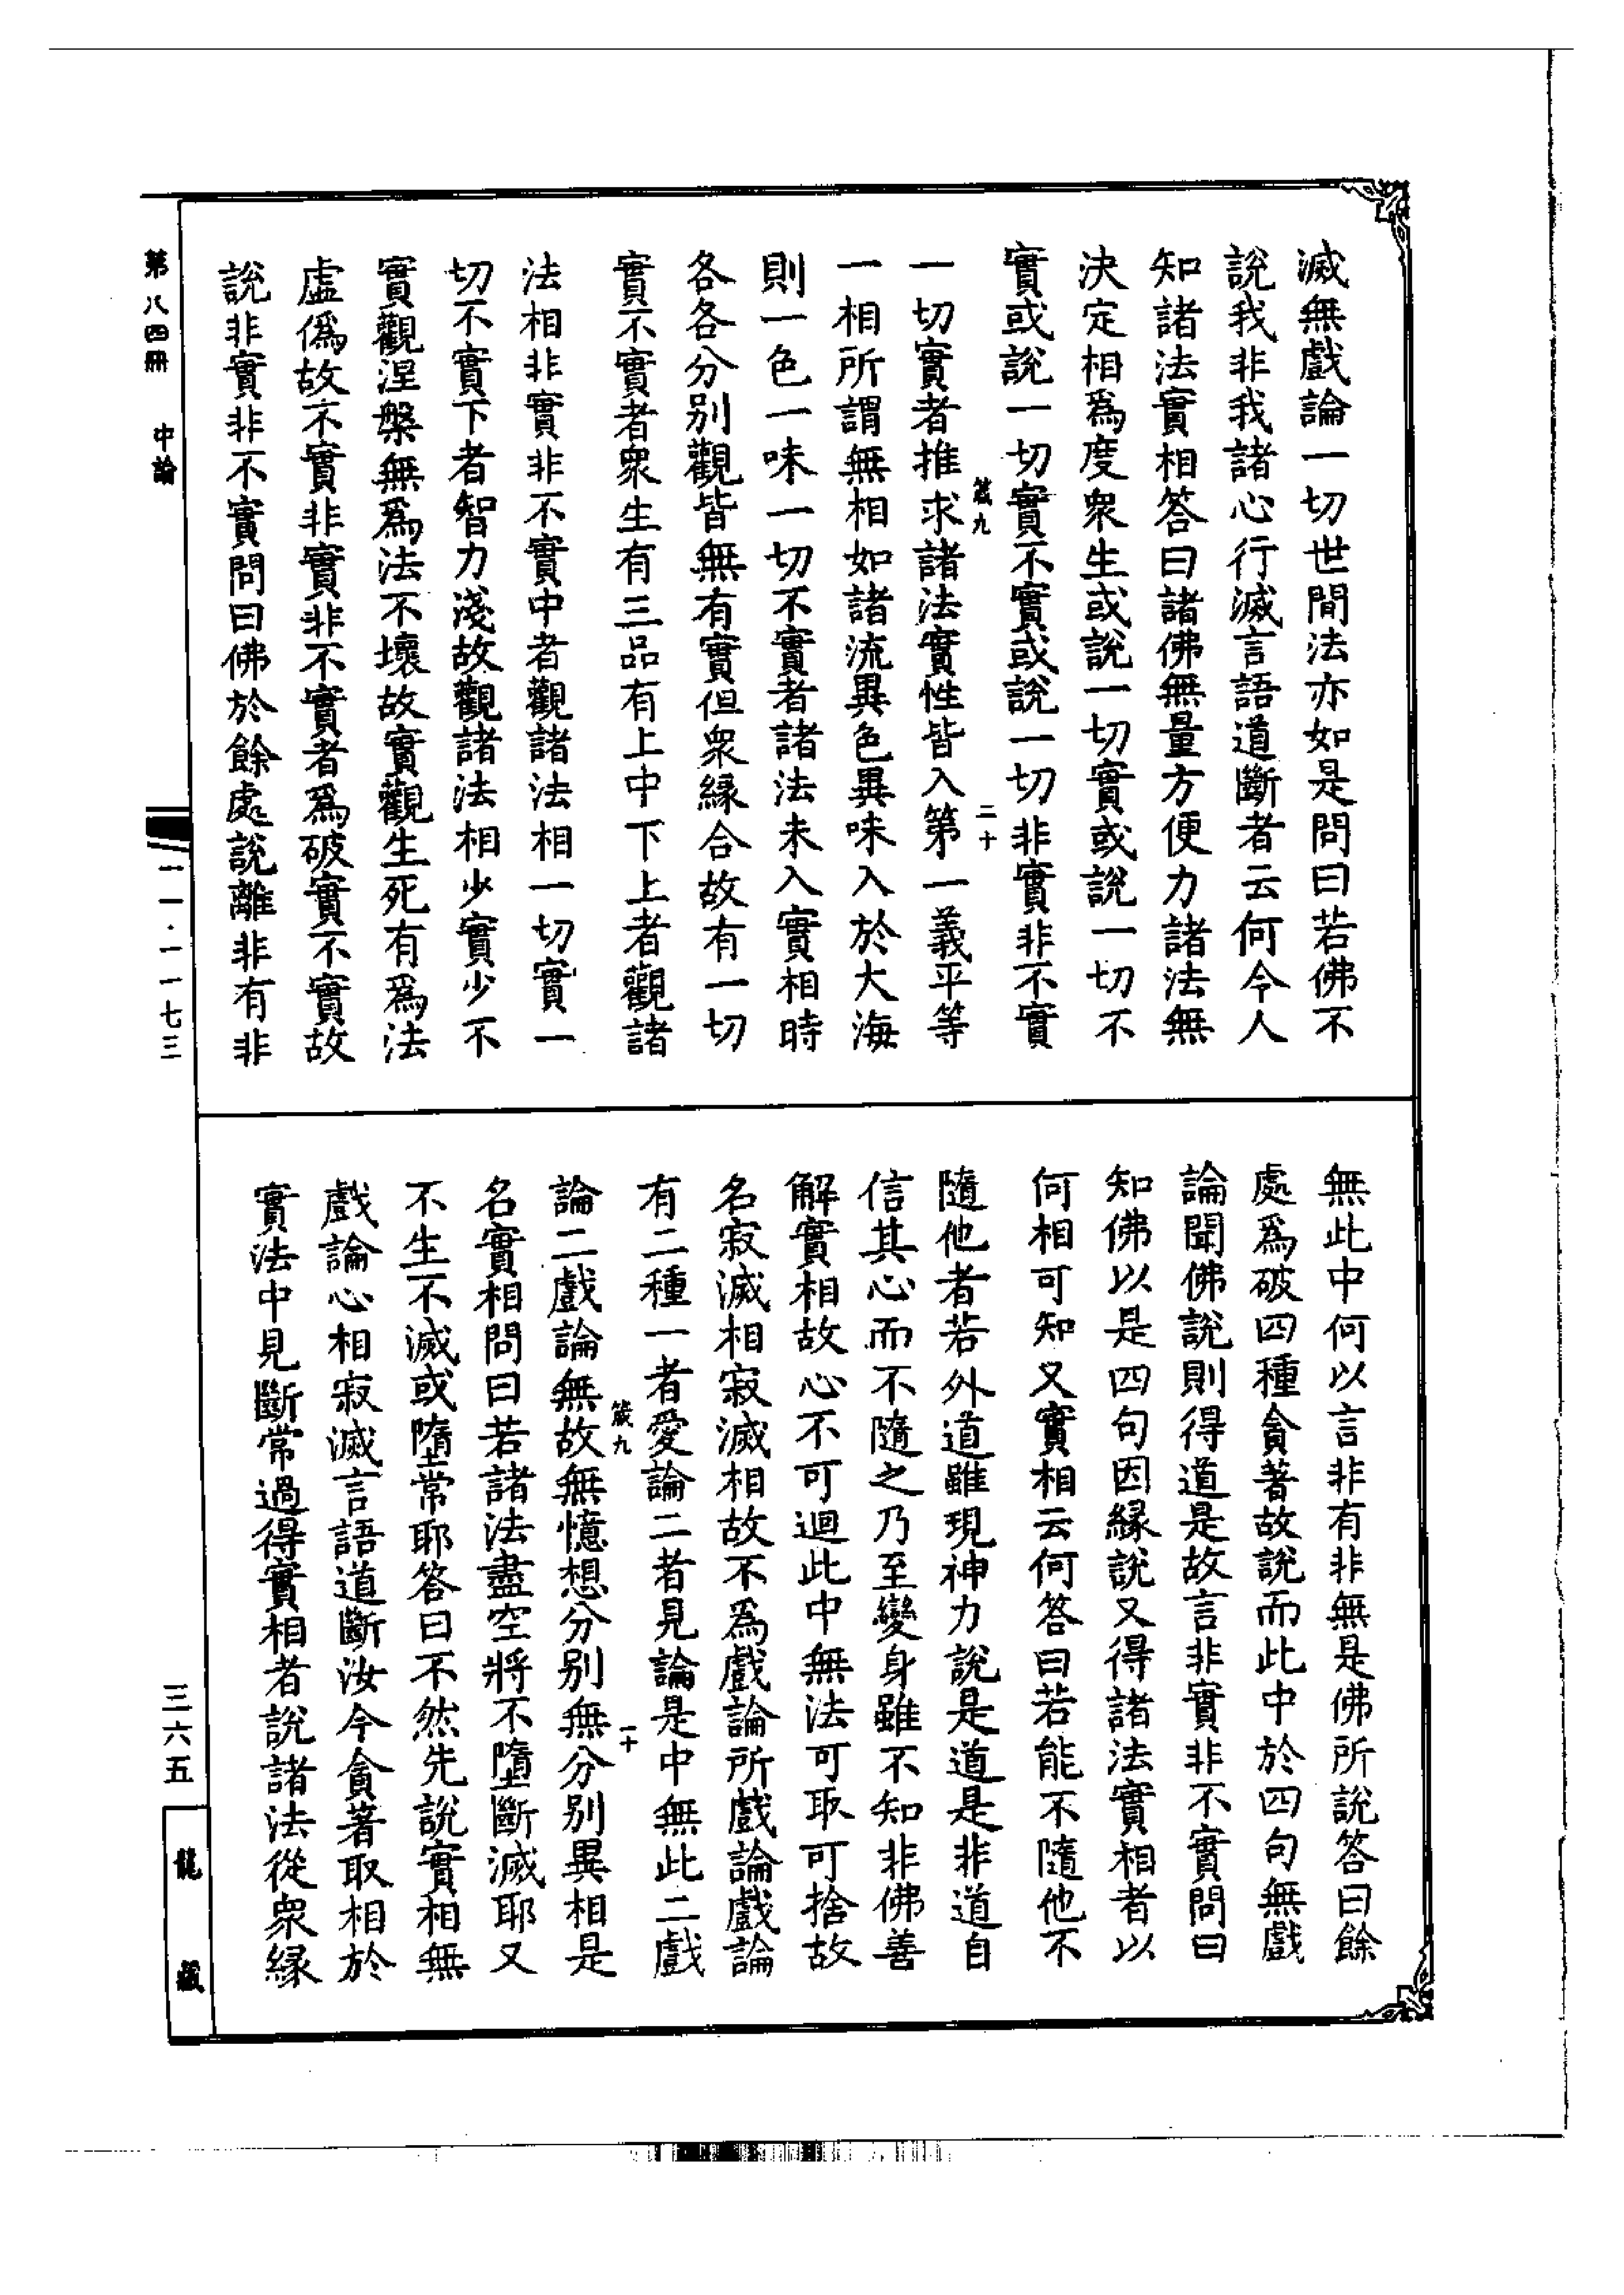 滅無戲論一切世間法亦如是問曰若佛不
說我非我諸心行滅言語道斷者云何令人
知諸法實相答曰諸佛無量方便力諸法無
決定相爲度衆生或說一切實或說一切不
實或說一切實不實或說一切非實非不實
箴九 二十
一切實者推求諸法實性皆入第一義平等
一相所謂無相如諸流異色異味入於大海
則一色一味一切不實者諸法未入實相時
各各分別觀皆無有實但衆緣合故有一切
實不實者衆生有三品有上中下上者觀諸
法相非實非不實中者觀諸法相一切實一
切不實下者智力淺故觀諸法相少實少不
實觀涅槃無爲法不壞故實觀生死有爲法
虛僞故不實非實非不實者爲破實不實故
說非實非不實問曰佛於餘處說離非有非
無此中何以言非有非無是佛所說答曰餘
處爲破四種貪著故說而此中於四句無戲
論聞佛說則得道是故言非實非不實問曰
知佛以是四句因緣說又得諸法實相者以
何相可知又實相云何答曰若能不隨他不
隨他者若外道雖現神力說是道是非道自
信其心而不隨之乃至變身雖不知非佛善
解實相故心不可迴此中無法可取可捨故
名寂滅相寂滅相故不爲戲論所戲論戲論
有二種一者愛論二者見論是中無此二戲
箴九 二十
論二戲論無故無憶想分別無分別異相是
名實相問曰若諸法盡空將不墮斷滅耶又
不生不滅或墮常耶答曰不然先說實相無
戲論心相寂滅言語道斷汝今貪著取相於
實法中見斷常過得實相者說諸法從衆緣
第八四冊 中論
一一·一一七三
三六五
龍藏